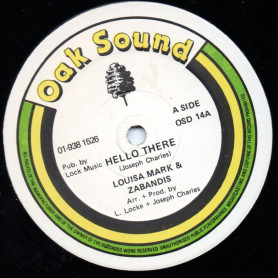 Oak Sound
A SIDE
OSD 14A
01-938 1526
Pub. by
Lock Music
HELLO THERE
(Joseph Charles)
LOUISA MARK &
ZABANDIS
Arr. + Prod. by
L. Locke + Joseph Charles